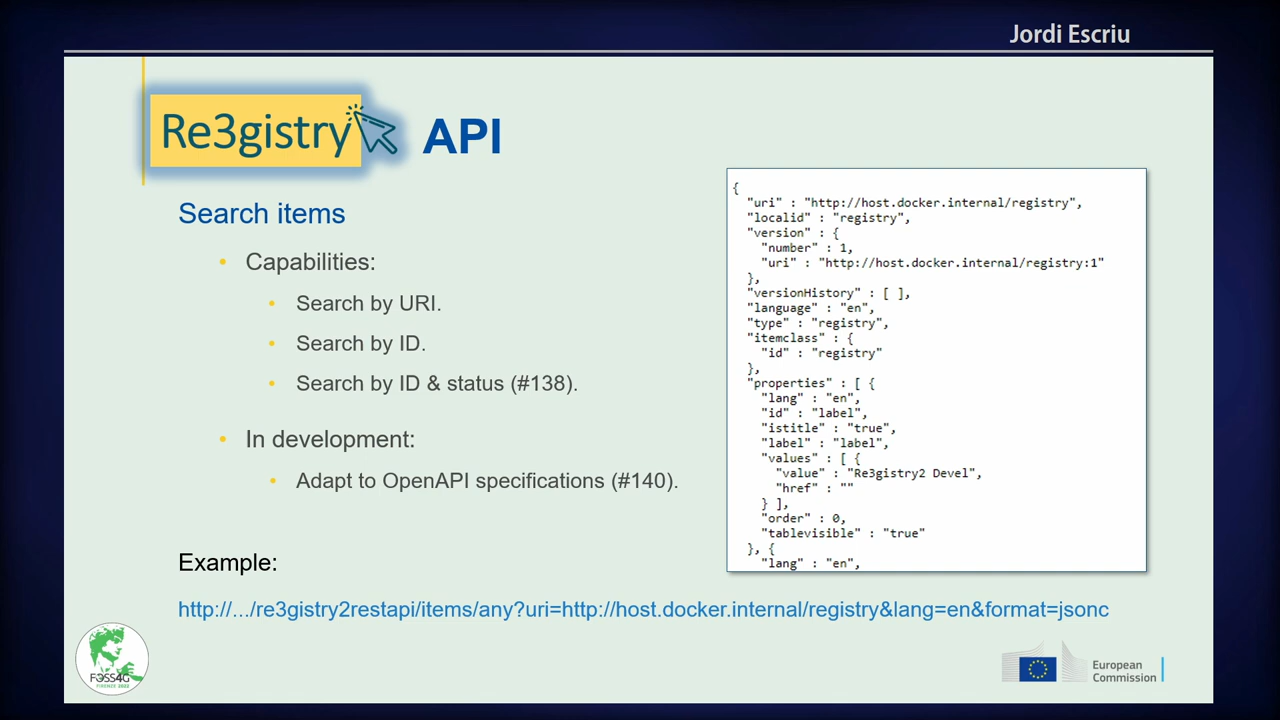 Jordi Escriu
Re3gistry API
Search items
• Capabilities:
• Search by URI.
• Search by ID.
• Search by ID & status (#138).
• In development:
• Adapt to OpenAPI specifications (#140).
{
"uri" : "http://host.docker.internal/registry",
"localid" : "registry",
"version" : {
"number" : 1,
"uri" : "http://host.docker.internal/registry:1"
},
"versionHistory" : [ ],
"language" : "en",
"type" : "registry",
"itemclass" : {
"id" : "registry"
},
"properties" : [ {
"lang" : "en",
"id" : "label",
"istitle" : "true",
"label" : "label",
"values" : [ {
"value" : "Re3gistry2 Devel",
"href" : ""
} ],
"order" : 0,
"tablevisible" : "true"
}, {
"lang" : "en",
Example:
http://.../re3gistry2restapi/items/any?uri=http://host.docker.internal/registry&lang=en&format=jsonc
FOSS4G
FIRENZE 2022
European
Commission